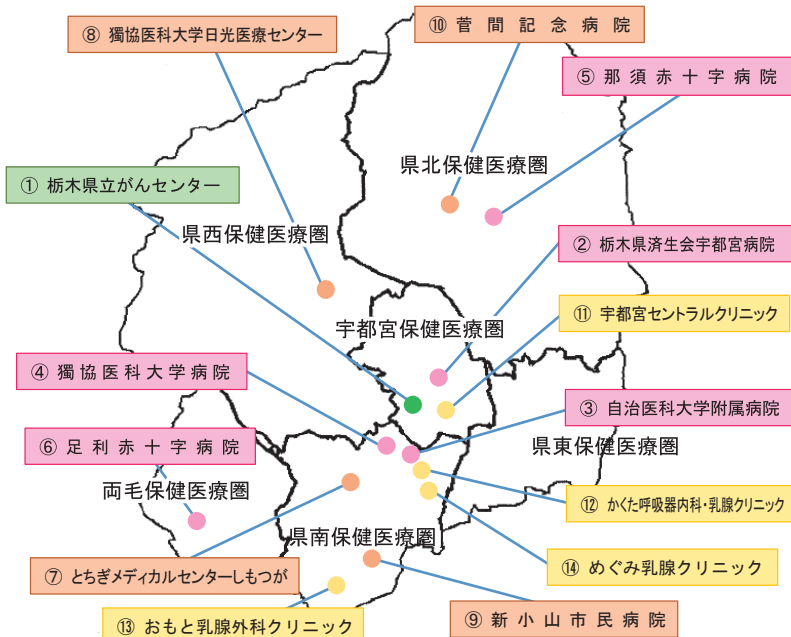 ⑧ 獨協医科大学日光医療センター
⑩ 菅間記念病院
⑤ 那須赤十字病院
県北保健医療圏
① 栃木県立がんセンター
県西保健医療圏
② 栃木県済生会宇都宮病院
⑪ 宇都宮セントラルクリニック
宇都宮保健医療圏
④ 獨協医科大学病院
③ 自治医科大学附属病院
⑥ 足利赤十字病院
県東保健医療圏
両毛保健医療圏
⑫ かくた呼吸器内科・乳腺クリニック
県南保健医療圏
⑦ とちぎメディカルセンターしもつが
⑭ めぐみ乳腺クリニック
⑬ おもと乳腺外科クリニック
⑨ 新小山市民病院